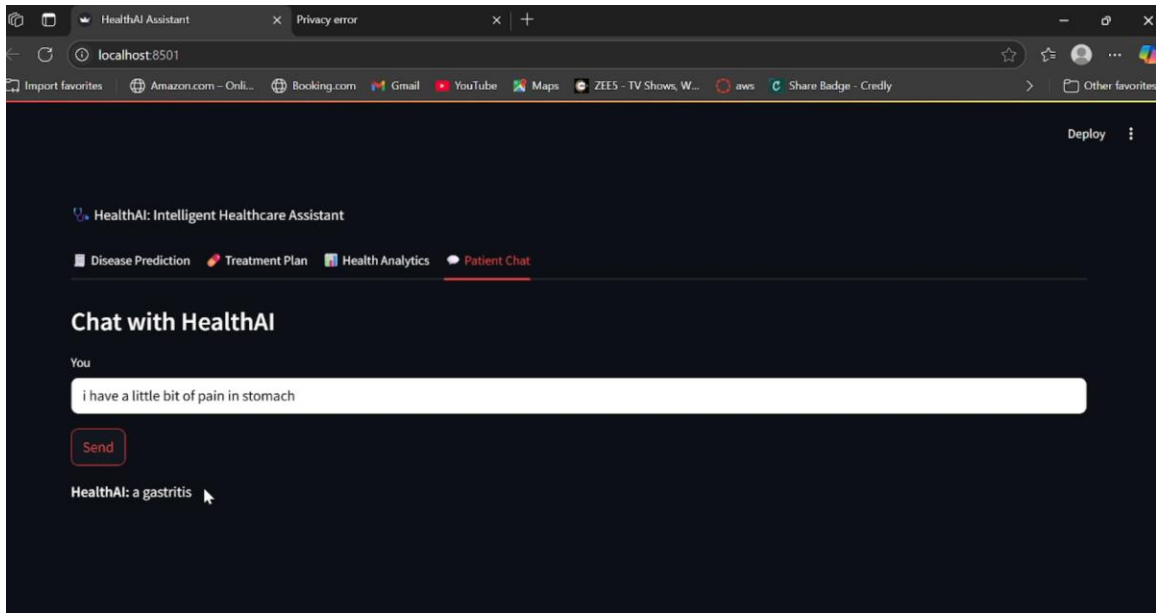 HealthAI Assistant Privacy error
localhost:8501
Import favorites Amazon.com – Onli... Booking.com Gmail YouTube Maps ZEE5 - TV Shows, W... aws Share Badge - Credly Other favorites
Deploy
HealthAI: Intelligent Healthcare Assistant
Disease Prediction Treatment Plan Health Analytics Patient Chat
Chat with HealthAI
You
i have a little bit of pain in stomach
Send
HealthAI: a gastritis